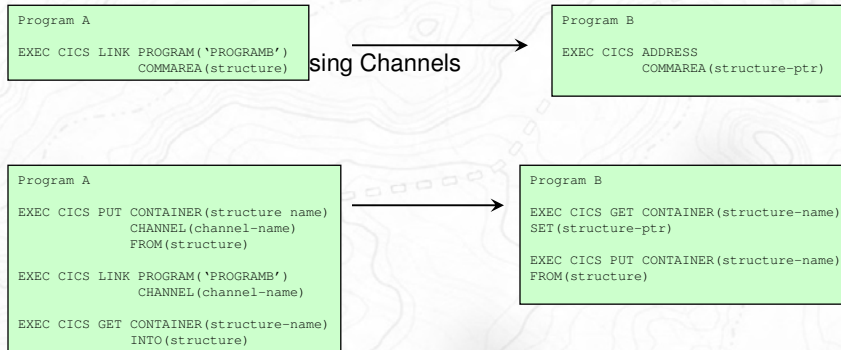 Program A
EXEC CICS LINK PROGRAM(‘PROGRAMB’)
COMMAREA(structure)
sing Channels
Program B
EXEC CICS ADDRESS
COMMAREA(structure-ptr)
Program A
EXEC CICS PUT CONTAINER(structure name)
CHANNEL(channel-name)
FROM(structure)
EXEC CICS LINK PROGRAM(‘PROGRAMB’)
CHANNEL(channel-name)
EXEC CICS GET CONTAINER(structure-name)
INTO(structure)
Program B
EXEC CICS GET CONTAINER(structure-name)
SET(structure-ptr)
EXEC CICS PUT CONTAINER(structure-name)
FROM(structure)